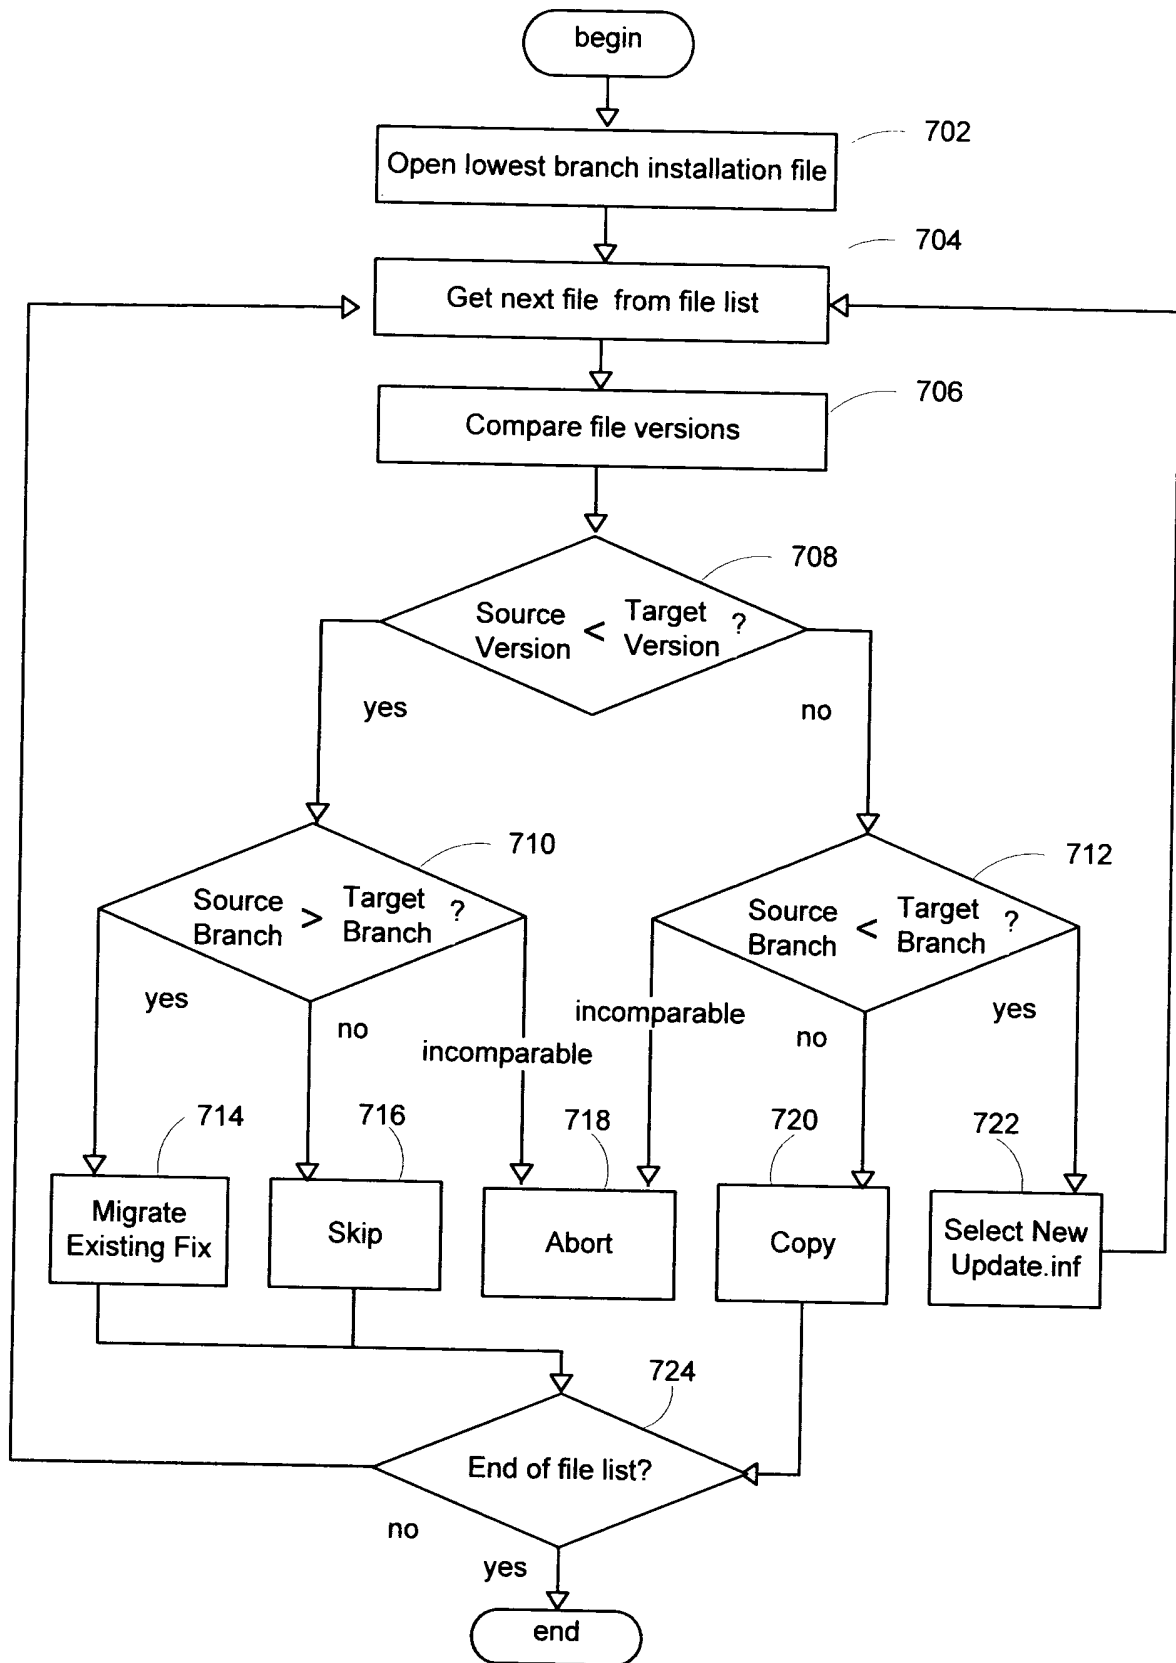 begin
702
Open lowest branch installation file
704
Get next file from file list
706
Compare file versions
708
Source
Version
<
Target
Version
?
yes
no
710
Source
Branch
>
Target
Branch
?
712
Source
Branch
<
Target
Branch
?
yes
no
incomparable
incomparable
no
yes
714
Migrate
Existing Fix
716
Skip
718
Abort
720
Copy
722
Select New
Update.inf
724
End of file list?
no
yes
end